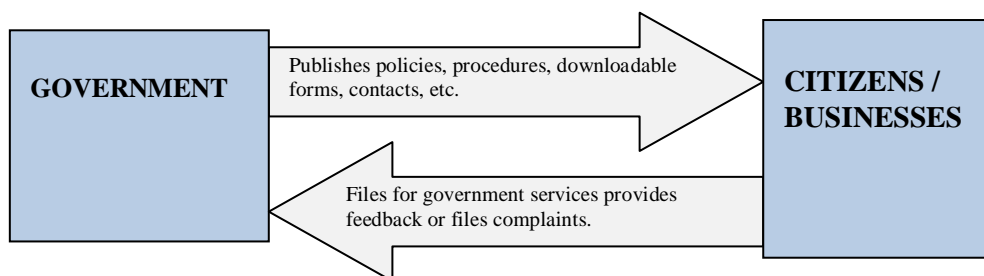 GOVERNMENT
Publishes policies, procedures, downloadable
forms, contacts, etc.
CITIZENS /
BUSINESSES
Files for government services provides
feedback or files complaints.